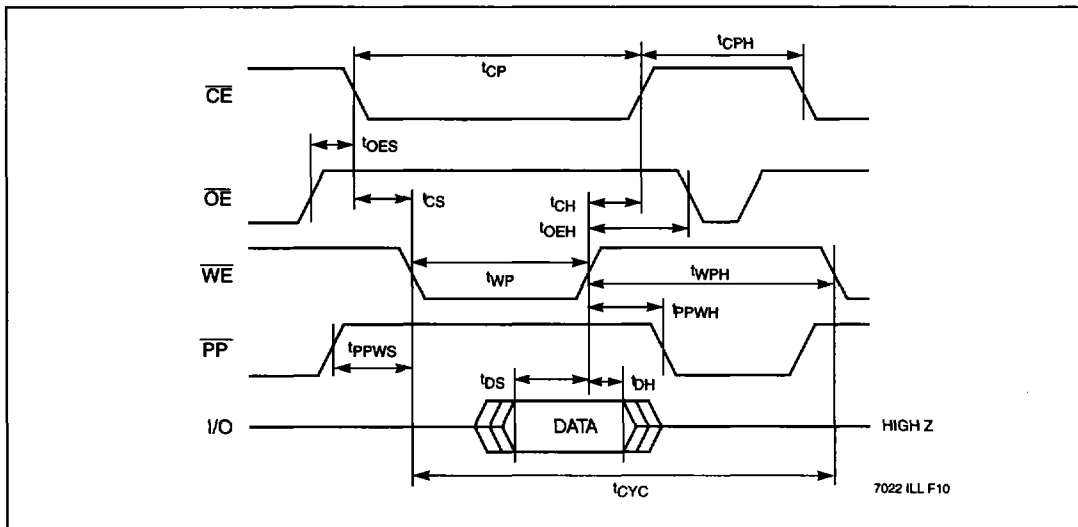 tCPH
tCP
CE
tOES
OE
tCS
tCH
tOEH
WE
tWP
tWPH
tPPWH
PP
tPPWS
tDS
tDH
I/O
DATA
HIGH Z
tCYC
7022 ILL F10